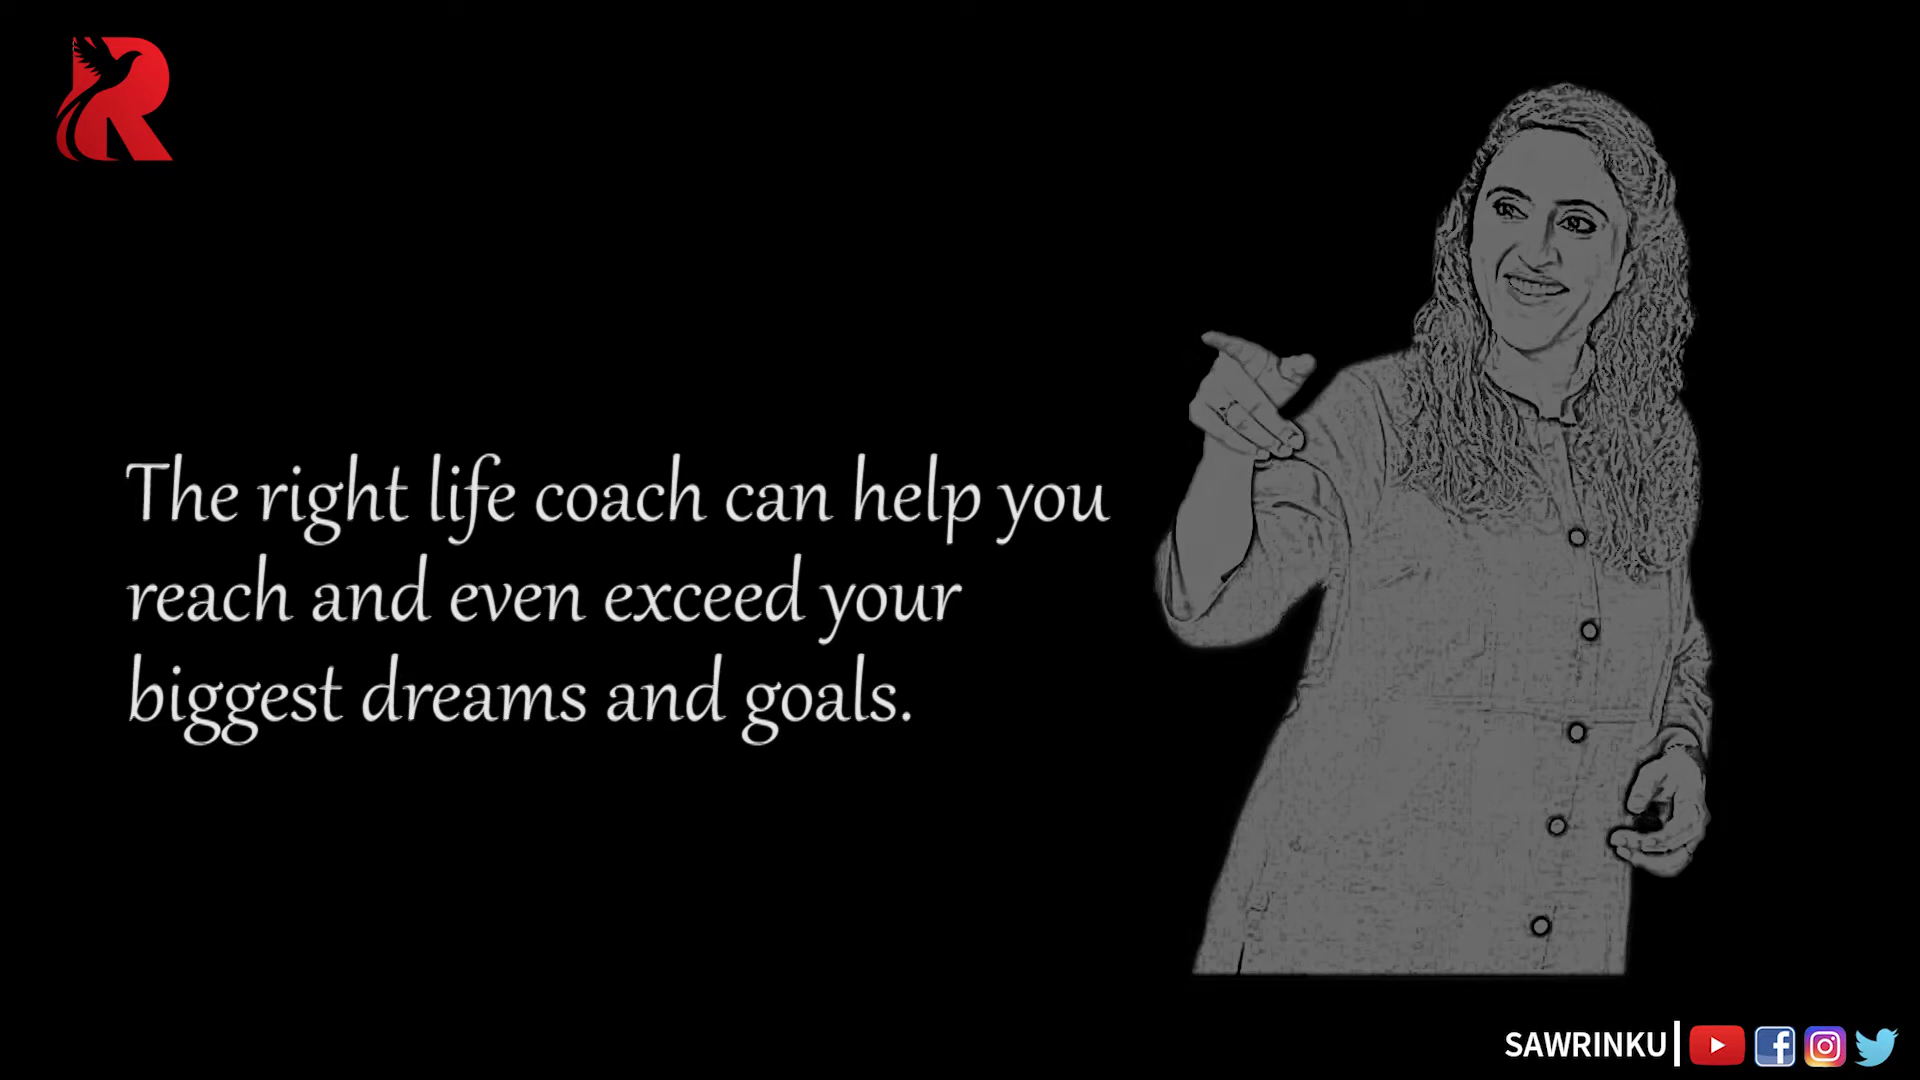 The right life coach can help you
reach and even exceed your
biggest dreams and goals.
SAWRINKU